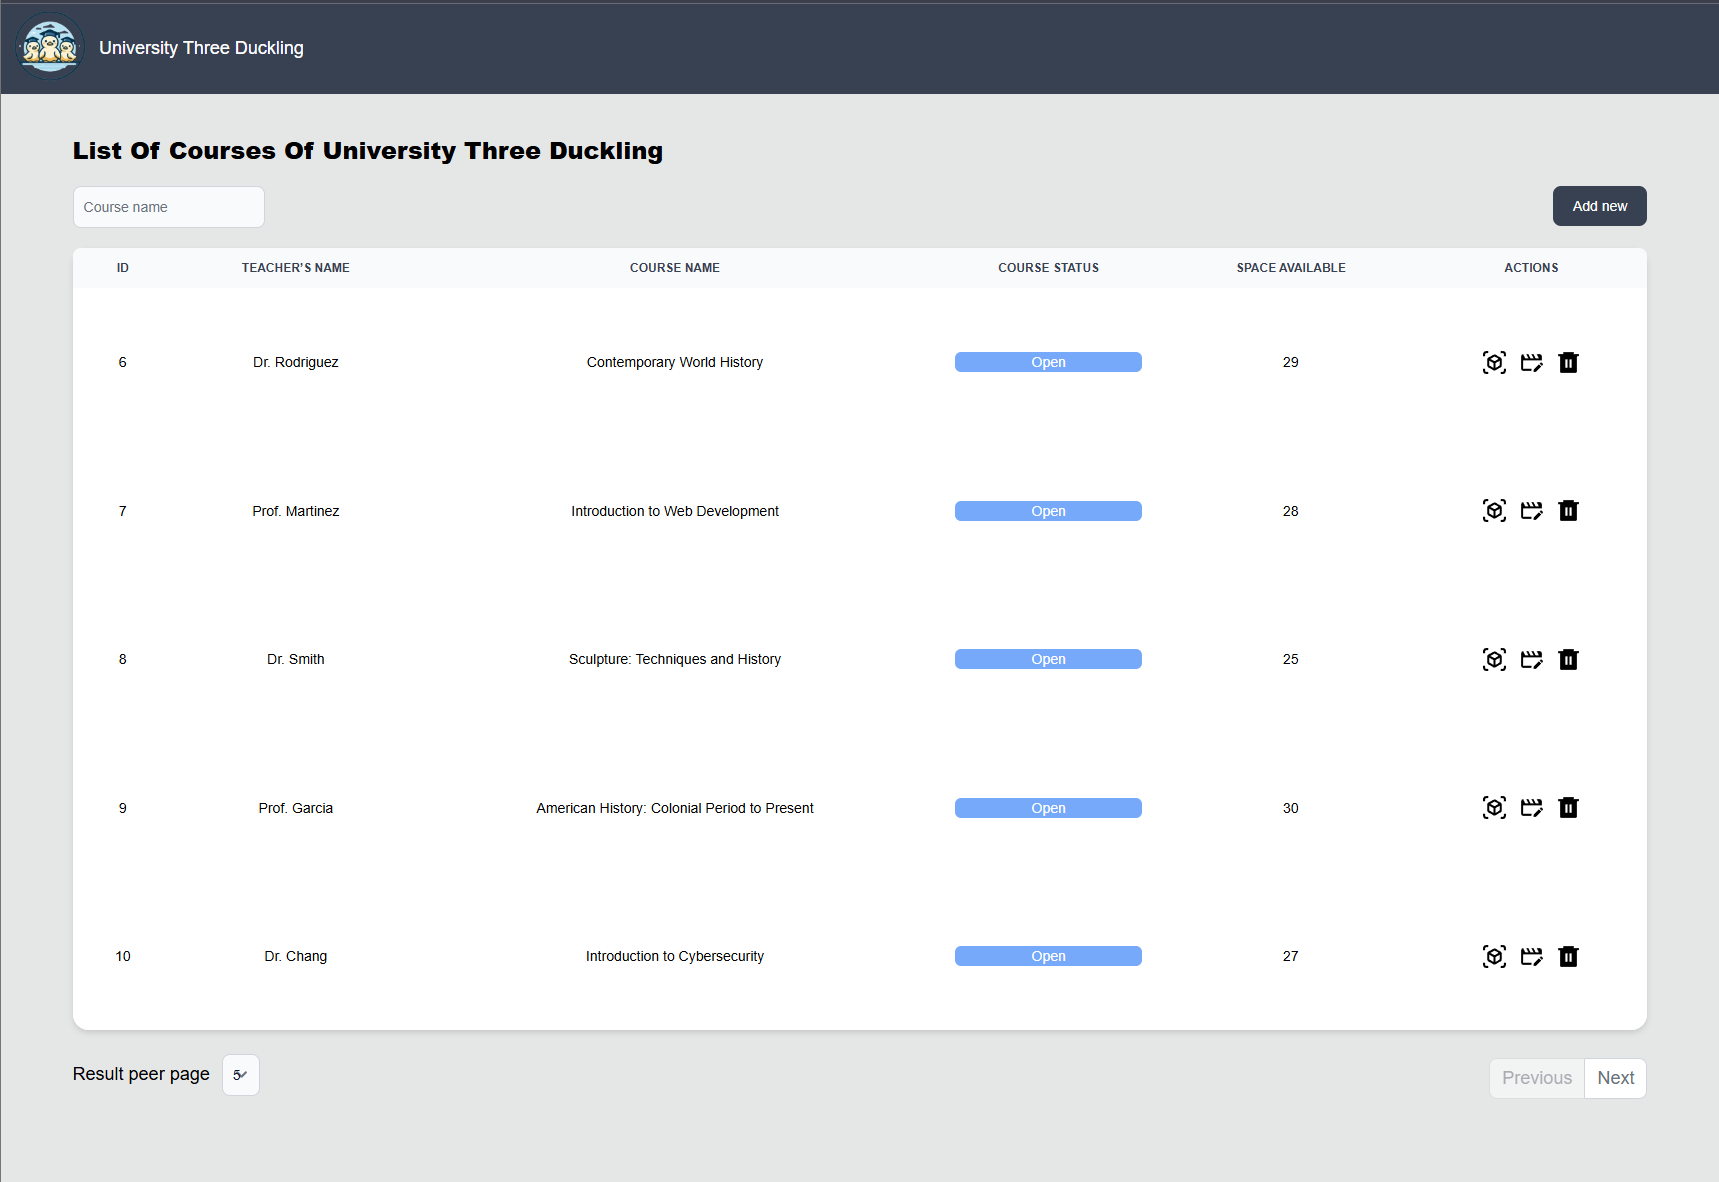 University Three Duckling
List Of Courses Of University Three Duckling
Course name
Add new
ID TEACHER'S NAME COURSE NAME COURSE STATUS SPACE AVAILABLE ACTIONS
6 Dr. Rodriguez Contemporary World History Open 29
7 Prof. Martinez Introduction to Web Development Open 28
8 Dr. Smith Sculpture: Techniques and History Open 25
9 Prof. Garcia American History: Colonial Period to Present Open 30
10 Dr. Chang Introduction to Cybersecurity Open 27
Result peer page 5
Previous Next